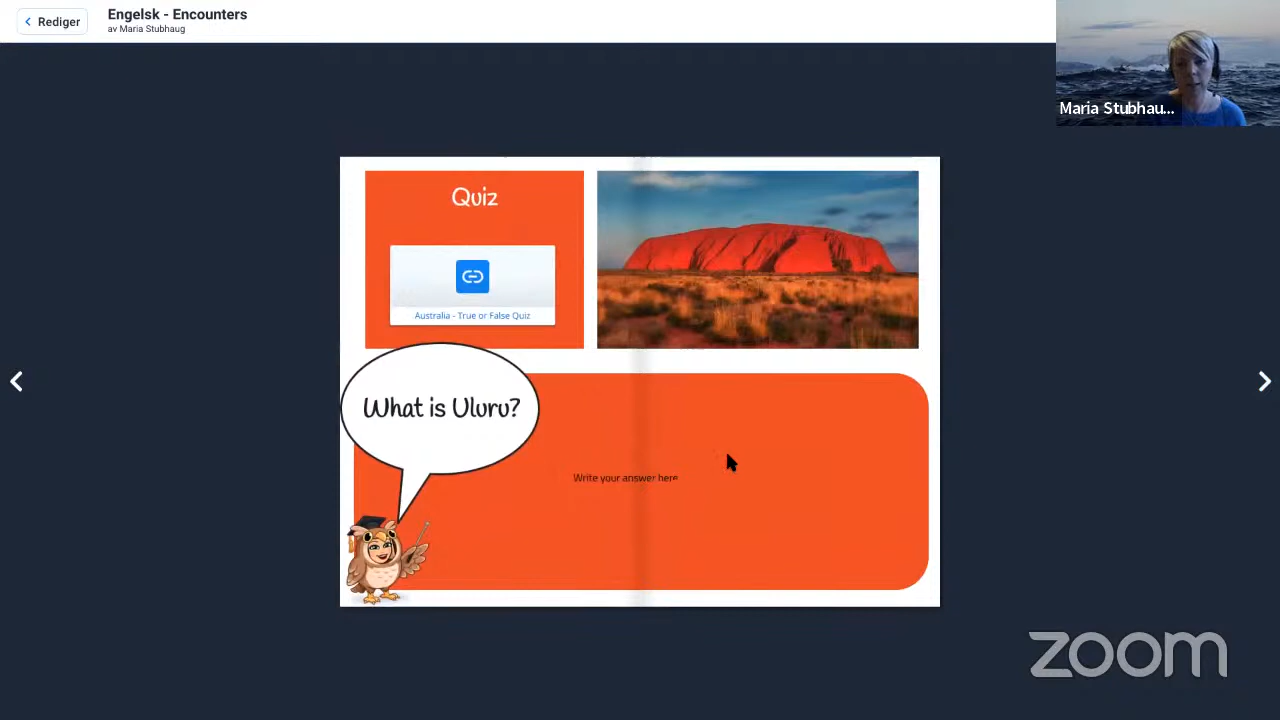 Rediger
Engelsk - Encounters
av Maria Stubhaug
Maria Stubhau...
Quiz
Australia - True or False Quiz
What is Uluru?
Write your answer here
zoom